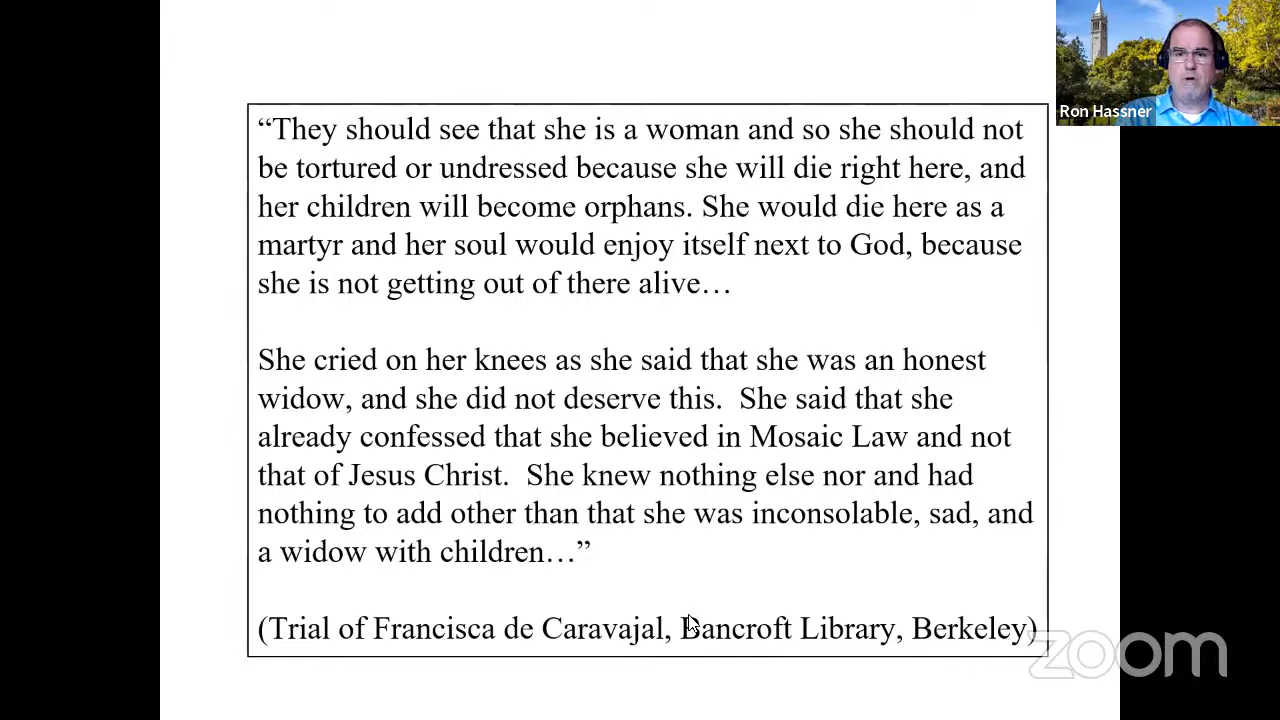 Ron Hassner
“They should see that she is a woman and so she should not
be tortured or undressed because she will die right here, and
her children will become orphans. She would die here as a
martyr and her soul would enjoy itself next to God, because
she is not getting out of there alive…
She cried on her knees as she said that she was an honest
widow, and she did not deserve this.  She said that she
already confessed that she believed in Mosaic Law and not
that of Jesus Christ.  She knew nothing else nor and had
nothing to add other than that she was inconsolable, sad, and
a widow with children…”
(Trial of Francisca de Caravajal, Bancroft Library, Berkeley)
zoom